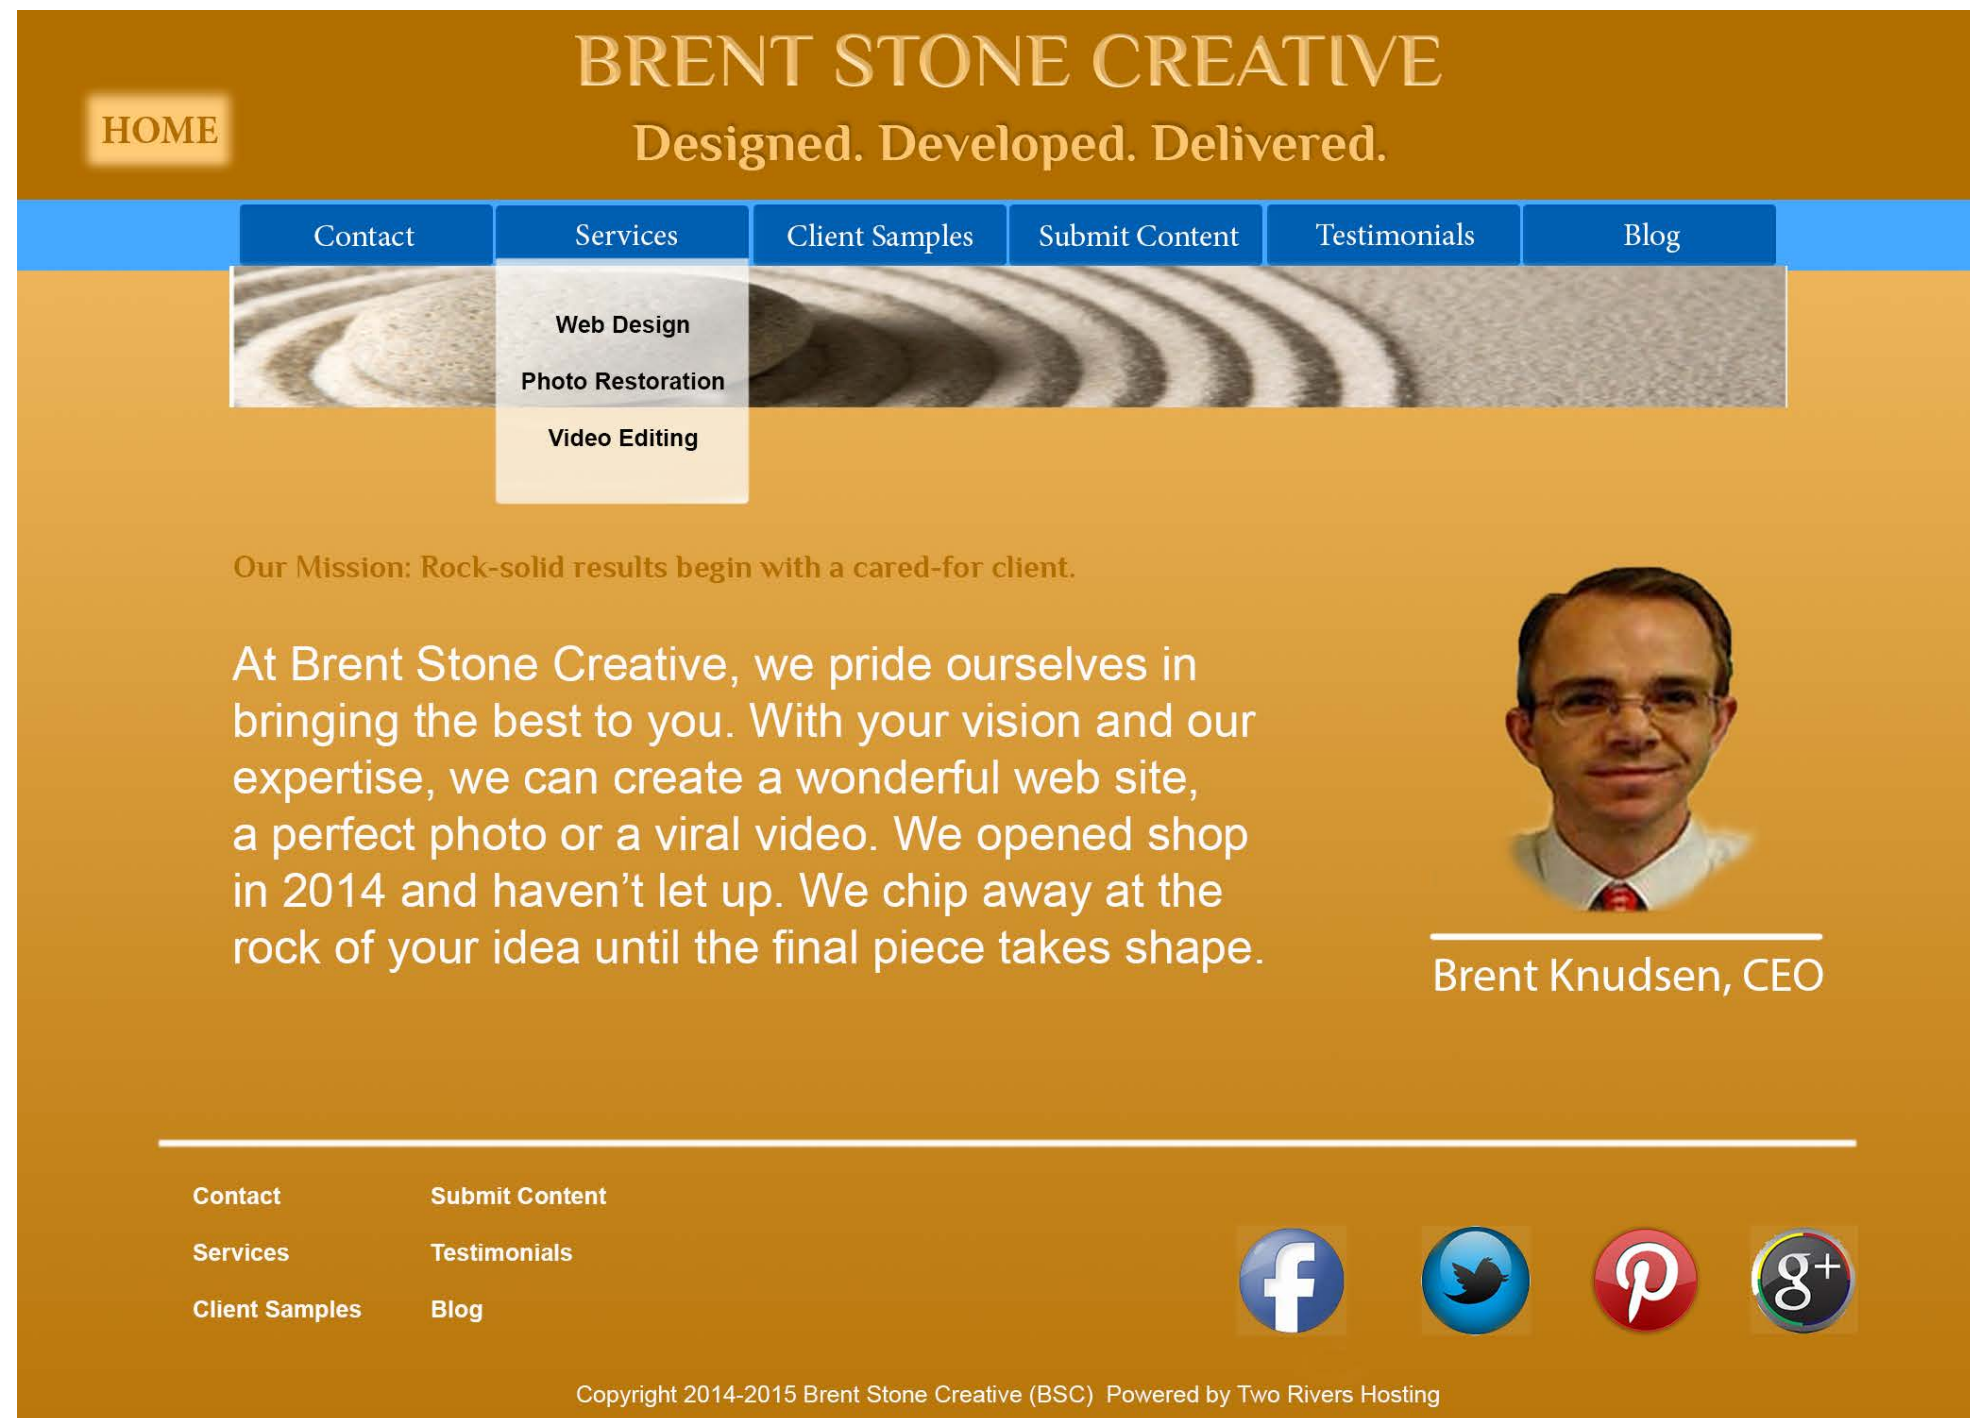 BRENT STONE CREATIVE
HOME
Designed. Developed. Delivered.
Contact
Services
Client Samples
Submit Content
Testimonials
Blog
Web Design
Photo Restoration
Video Editing
Our Mission: Rock-solid results begin with a cared-for client.
At Brent Stone Creative, we pride ourselves in
bringing the best to you. With your vision and our
expertise, we can create a wonderful web site,
a perfect photo or a viral video. We opened shop
in 2014 and haven’t let up. We chip away at the
rock of your idea until the final piece takes shape.
Brent Knudsen, CEO
Contact
Services
Client Samples
Submit Content
Testimonials
Blog
f
p
g+
Copyright 2014-2015 Brent Stone Creative (BSC)  Powered by Two Rivers Hosting